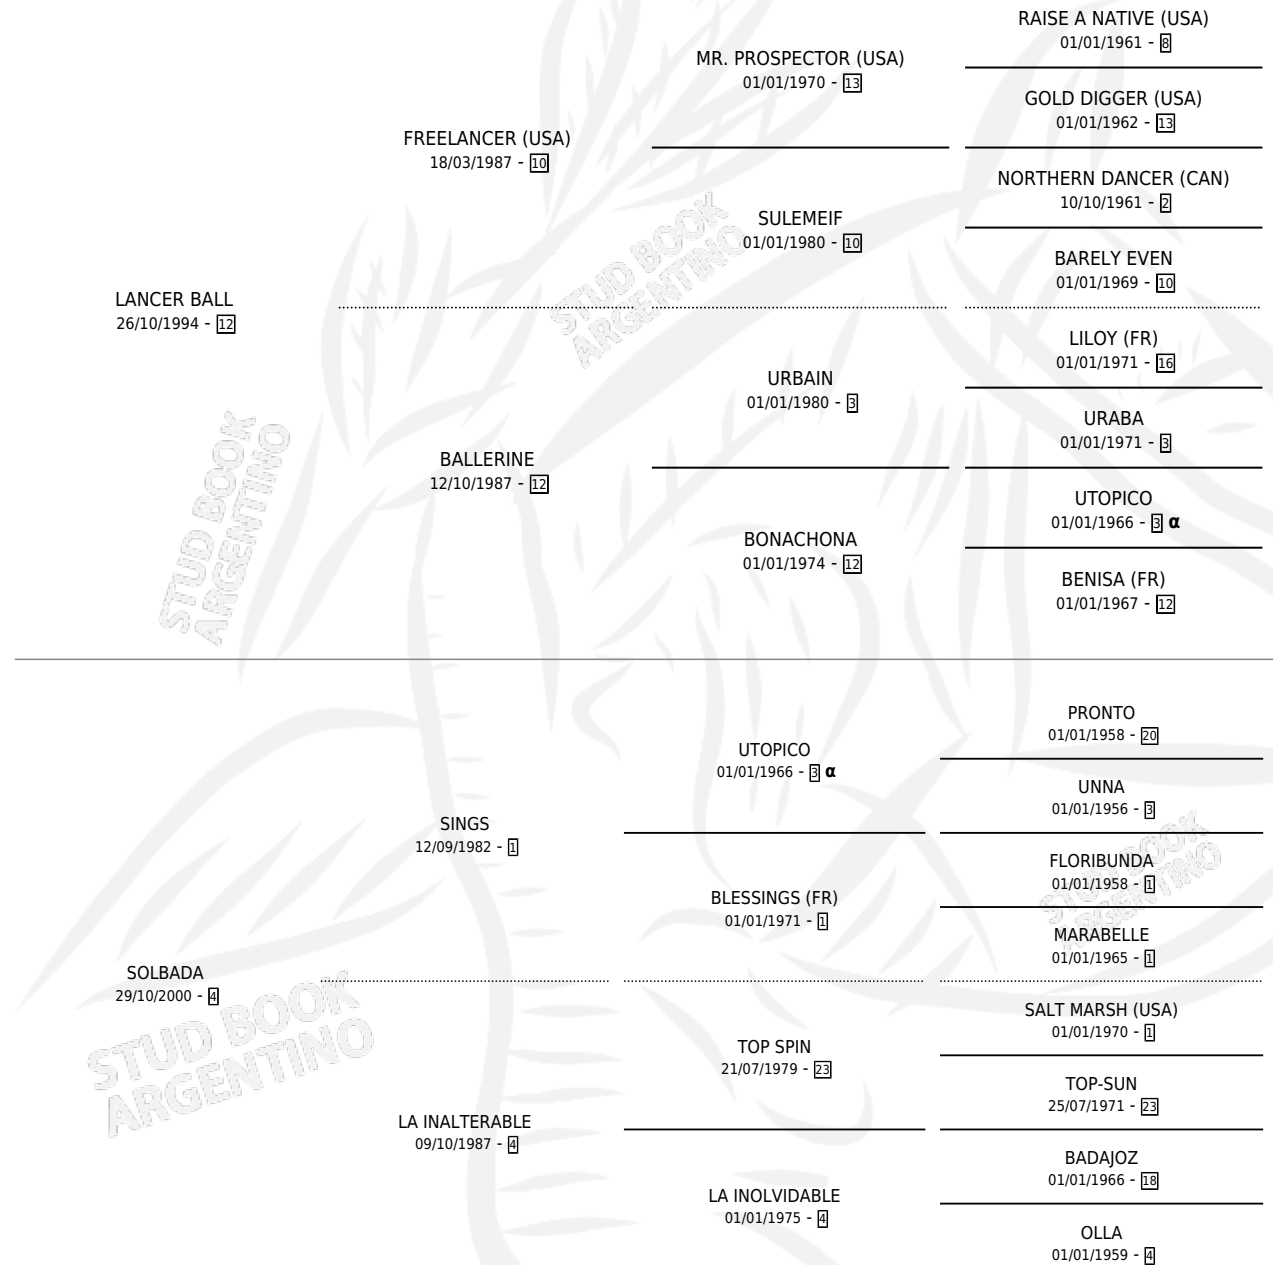 RAISE A NATIVE (USA)
01/01/1961 - 8
MR. PROSPECTOR (USA)
01/01/1970 - 13
GOLD DIGGER (USA)
01/01/1962 - 13
FREELANCER (USA)
18/03/1987 - 10
NORTHERN DANCER (CAN)
10/10/1961 - 2
SULEMEIF
01/01/1980 - 10
BARELY EVEN
01/01/1969 - 10
LANCER BALL
26/10/1994 - 12
LILOY (FR)
01/01/1971 - 16
URBAIN
01/01/1980 - 3
URABA
01/01/1971 - 3
BALLERINE
12/10/1987 - 12
UTOPICO
01/01/1966 - 3 α
BONACHONA
01/01/1974 - 12
BENISA (FR)
01/01/1967 - 12
STUD BOOK
ARGENTINO
STUD BOOK
ARGENTINO
PRONTO
01/01/1958 - 20
UTOPICO
01/01/1966 - 3 α
UNNA
01/01/1956 - 3
SINGS
12/09/1982 - 1
FLORIBUNDA
01/01/1958 - 1
BLESSINGS (FR)
01/01/1971 - 1
MARABELLE
01/01/1965 - 1
SOLBADA
29/10/2000 - 4
SALT MARSH (USA)
01/01/1970 - 1
TOP SPIN
21/07/1979 - 23
TOP-SUN
25/07/1971 - 23
LA INALTERABLE
09/10/1987 - 4
BADAJOZ
01/01/1966 - 18
LA INOLVIDABLE
01/01/1975 - 4
OLLA
01/01/1959 - 4
STUD BOOK
ARGENTINO
STUD BOOK
ARGENTINO